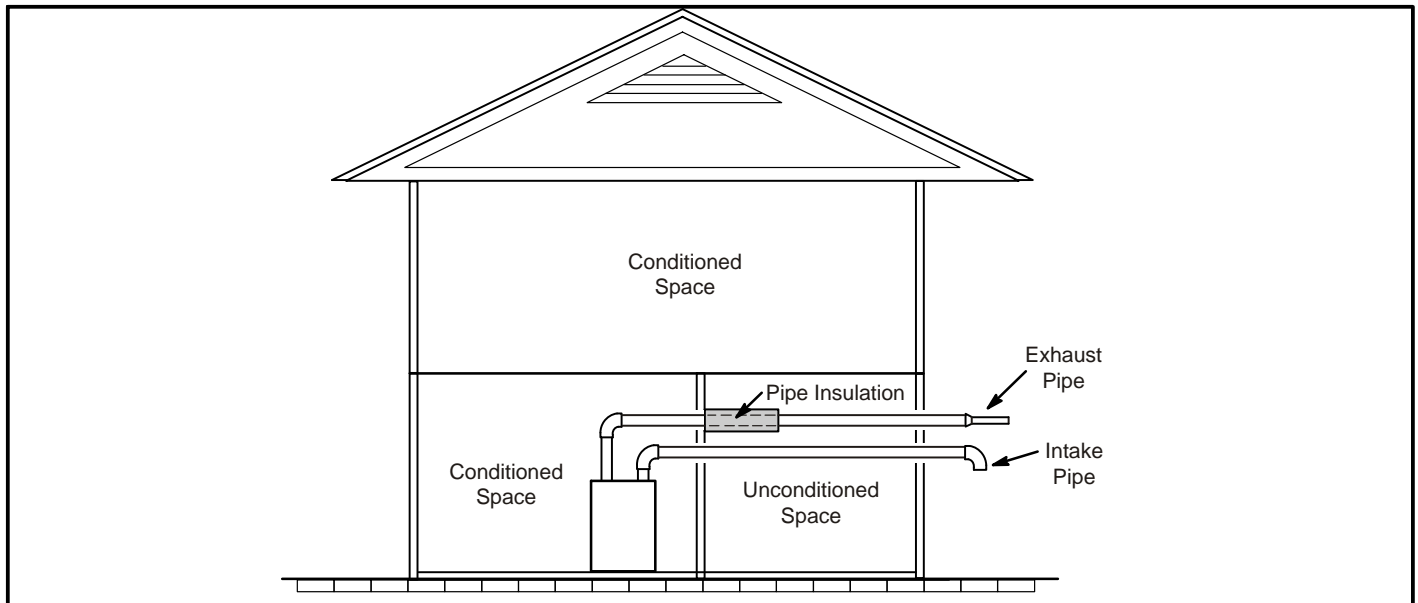 Conditioned
Space
Exhaust
Pipe
Pipe Insulation
Intake
Pipe
Conditioned
Space
Unconditioned
Space